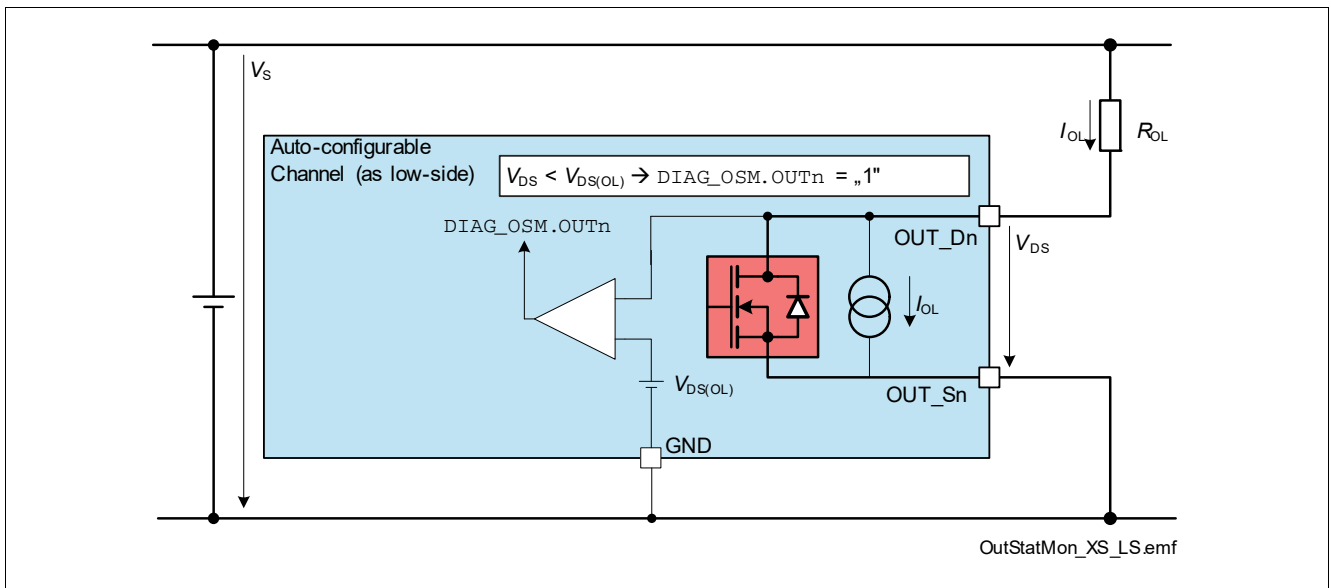 VS
Auto-configurable
Channel (as low-side)
VDS < VDS(OL) → DIAG_OSM.OUTn = „1"
IOL
ROL
DIAG_OSM.OUTn
OUT_Dn
VDS
IOL
VDS(OL)
OUT_Sn
GND
OutStatMon_XS_LS.emf